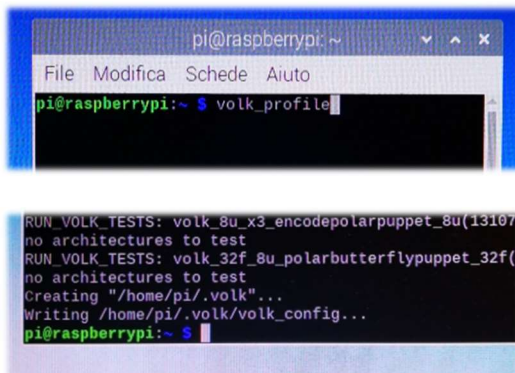 pi@raspberrypi: ~
File Modifica Schede Aiuto
pi@raspberrypi:~ $ volk_profile
RUN_VOLK_TESTS: volk_8u_x3_encodepolarpuppet_8u(13107
no architectures to test
RUN_VOLK_TESTS: volk_32f_8u_polarbutterflypuppet_32f(
no architectures to test
Creating "/home/pi/.volk"...
Writing /home/pi/.volk/volk_config...
pi@raspberrypi:~ $